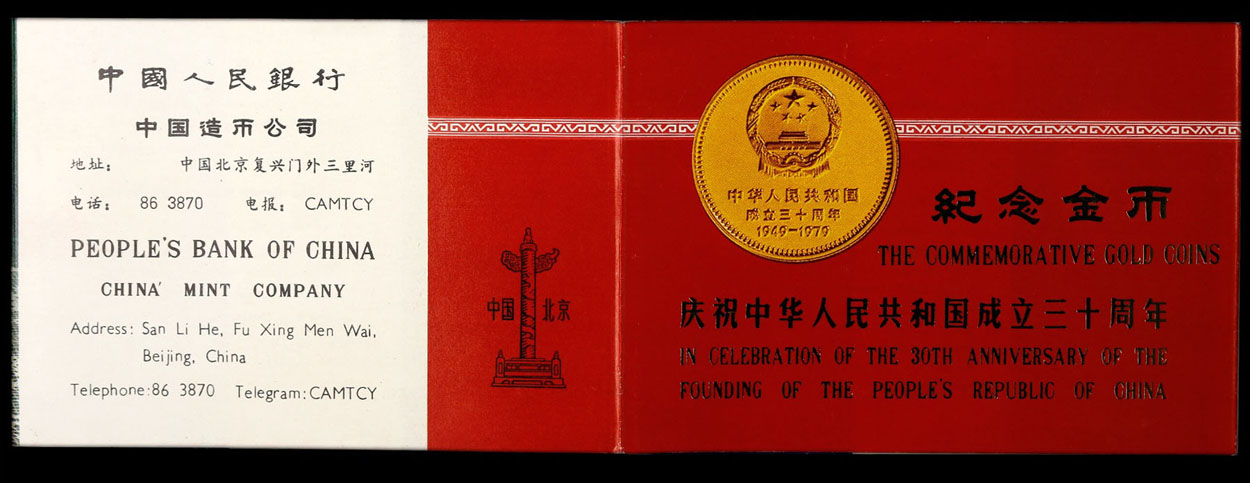 中國人民銀行
中国造币公司
地址： 中国北京复兴门外三里河
电话： 86 3870 电报： CAMTCY
PEOPLE'S BANK OF CHINA
CHINA' MINT COMPANY
Address: San Li He, Fu Xing Men Wai,
Beijing, China
Telephone:86 3870 Telegram:CAMTCY
中国 北京
中华人民共和国
成立三十周年
1949-1979
紀念金币
THE COMMEMORATIVE GOLD COINS
庆祝中华人民共和国成立三十周年
IN CELEBRATION OF THE 30TH ANNIVERSARY OF THE
FOUNDING OF THE PEOPLE'S REPUBLIC OF CHINA